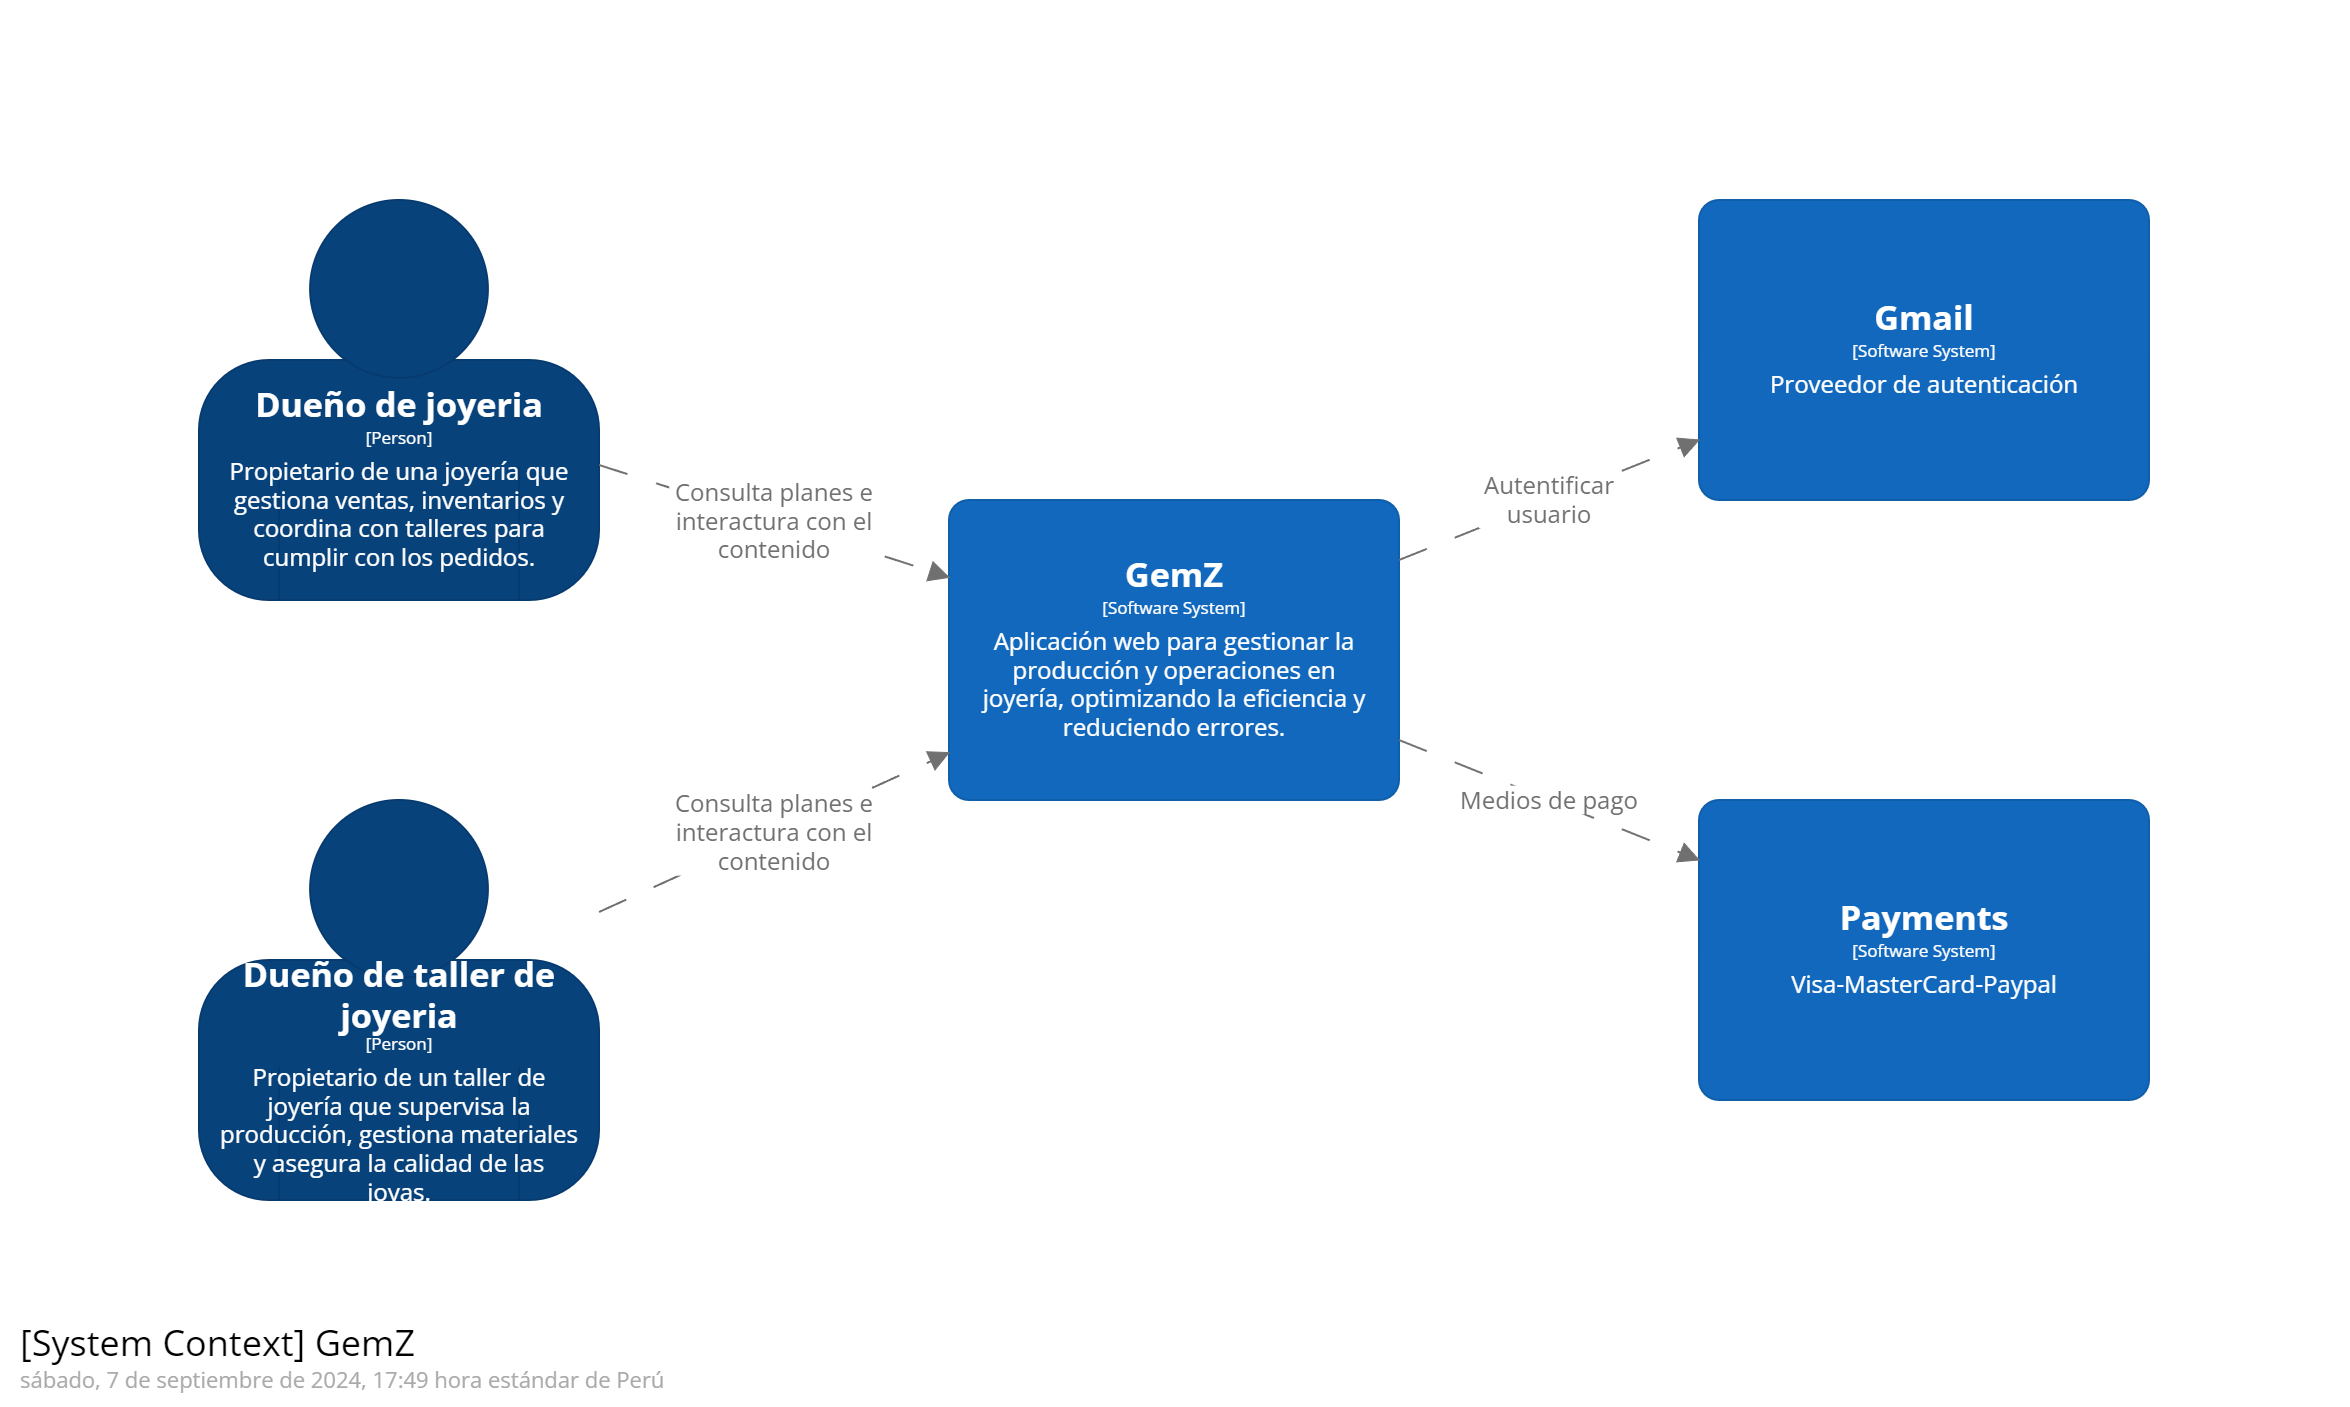 Dueño de joyeria
[Person]
Propietario de una joyería que
gestiona ventas, inventarios y
coordina con talleres para
cumplir con los pedidos.
Consulta planes e
interactura con el
contenido
Dueño de taller de
joyeria
[Person]
Propietario de un taller de
joyería que supervisa la
producción, gestiona materiales
y asegura la calidad de las
joyas.
Consulta planes e
interactura con el
contenido
GemZ
[Software System]
Aplicación web para gestionar la
producción y operaciones en
joyería, optimizando la eficiencia y
reduciendo errores.
Autentificar
usuario
Gmail
[Software System]
Proveedor de autenticación
Medios de pago
Payments
[Software System]
Visa-MasterCard-Paypal
[System Context] GemZ
sábado, 7 de septiembre de 2024, 17:49 hora estándar de Perú